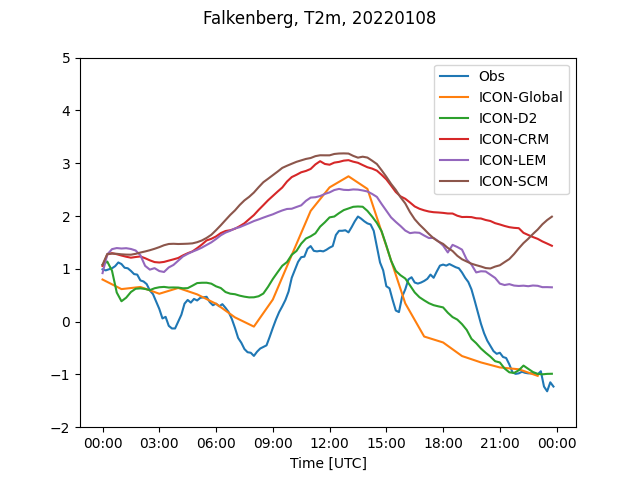 Falkenberg, T2m, 20220108
5
4
3
2
1
0
−1
−2
Obs
ICON-Global
ICON-D2
ICON-CRM
ICON-LEM
ICON-SCM
00:00 03:00 06:00 09:00 12:00 15:00 18:00 21:00 00:00
Time [UTC]